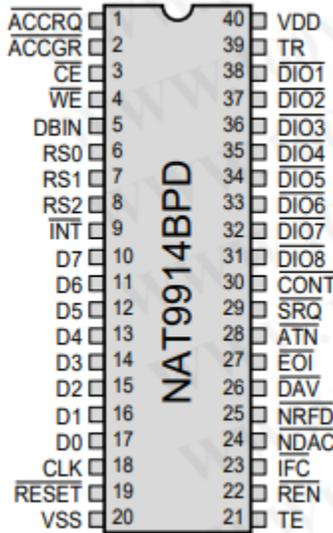 ACCRQ 1 40 VDD
ACCGR 2 39 TR
CE 3 38 DIO1
WE 4 37 DIO2
DBIN 5 36 DIO3
RS0 6 35 DIO4
RS1 7 34 DIO5
RS2 8 33 DIO6
INT 9 32 DIO7
D7 10 31 DIO8
D6 11 30 CONT
D5 12 29 SRQ
D4 13 28 ATN
D3 14 27 EOI
D2 15 26 DAV
D1 16 25 NRFD
D0 17 24 NDAC
CLK 18 23 IFC
RESET 19 22 REN
VSS 20 21 TE
NAT9914BPD